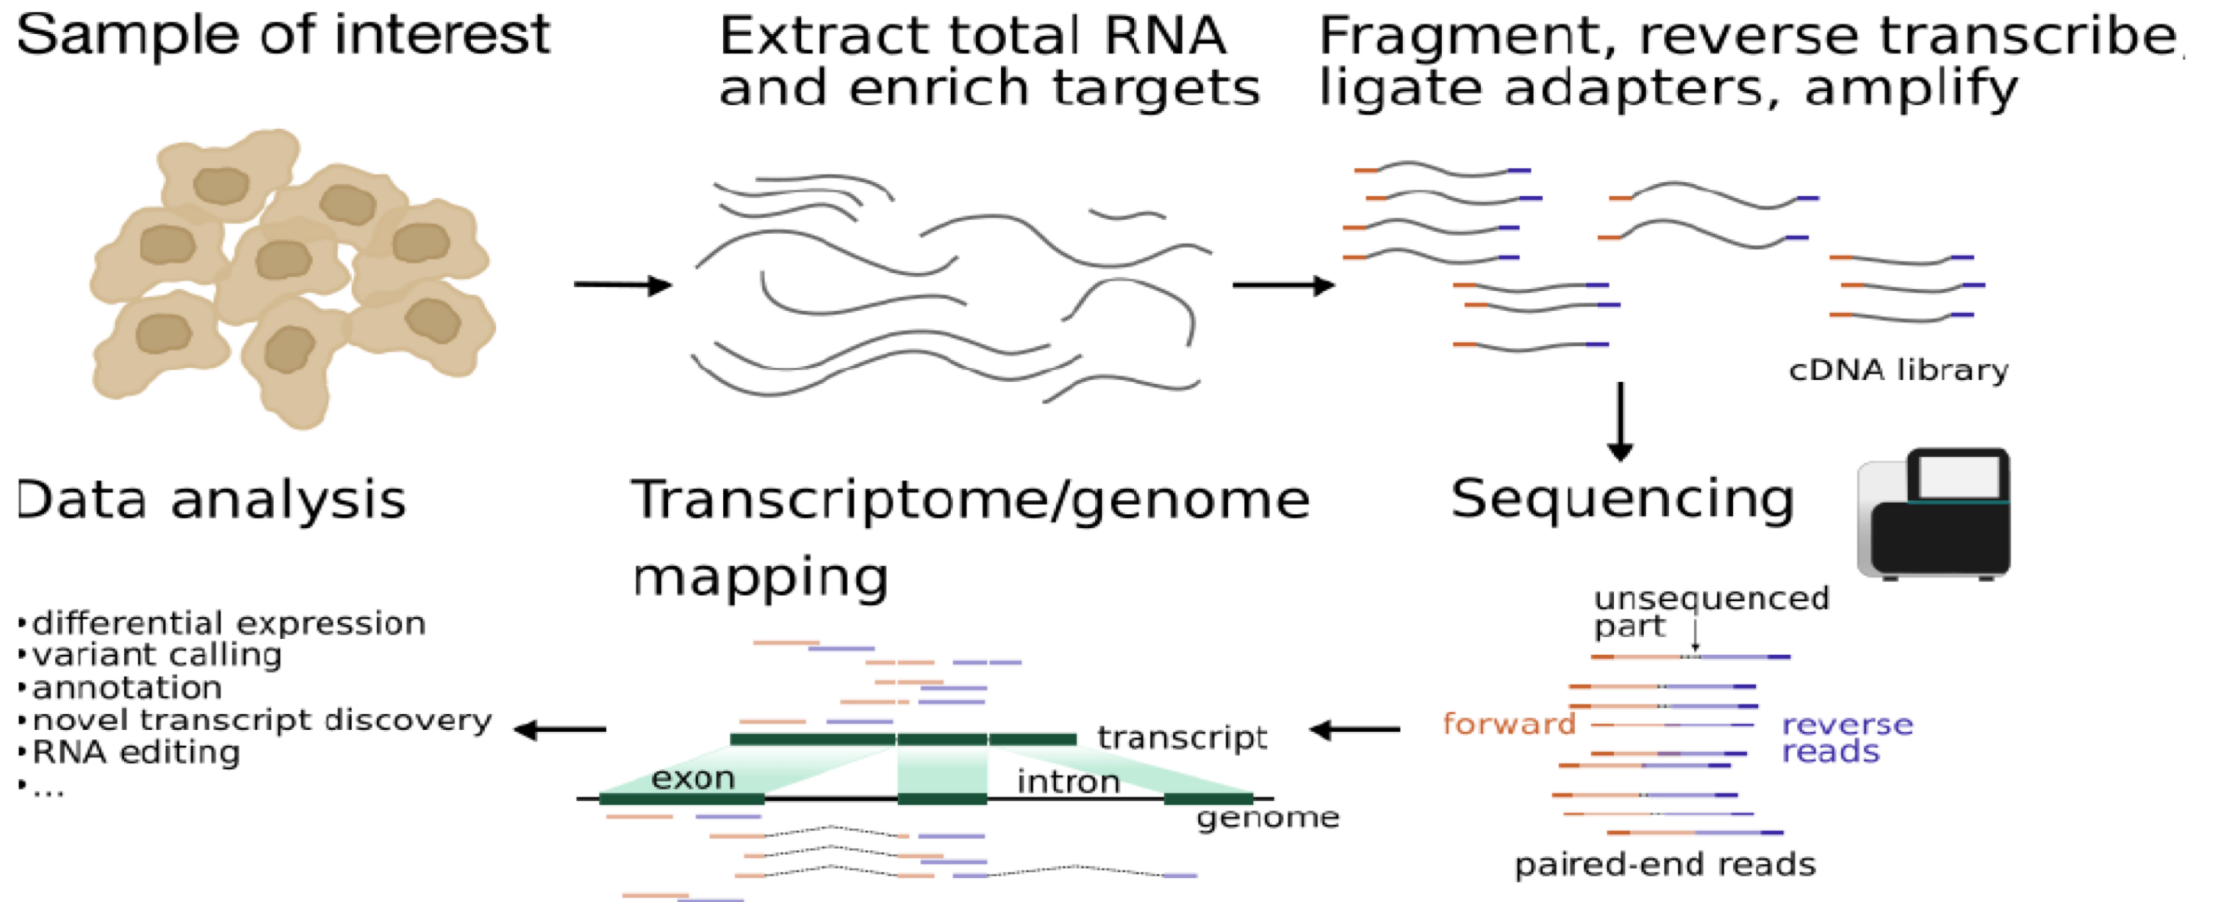 Sample of interest
Extract total RNA
and enrich targets
Fragment, reverse transcribe,
ligate adapters, amplify
cDNA library
Sequencing
unsequenced
part
forward
reverse
reads
paired-end reads
Transcriptome/genome
mapping
transcript
exon
intron
genome
Data analysis
•differential expression
•variant calling
•annotation
•novel transcript discovery
•RNA editing
•...